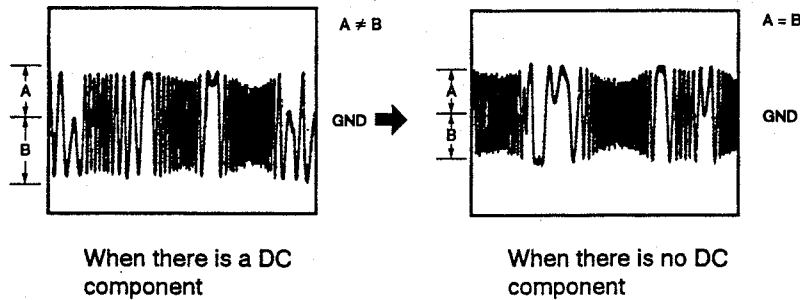 A ≠ B
A = B
A
B
GND
A
B
GND
When there is a DC
component
When there is no DC
component